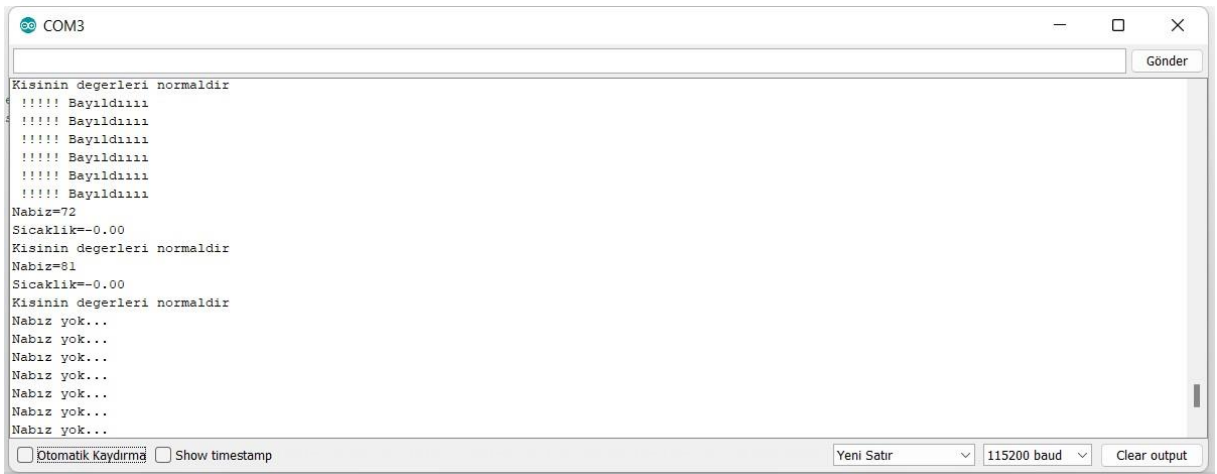 COM3
Gönder
Kisinin degerleri normaldir
!!!!! Bayıldıııı
!!!!! Bayıldıııı
!!!!! Bayıldıııı
!!!!! Bayıldıııı
!!!!! Bayıldıııı
!!!!! Bayıldıııı
Nabiz=72
Sicaklik=-0.00
Kisinin degerleri normaldir
Nabiz=81
Sicaklik=-0.00
Kisinin degerleri normaldir
Nabız yok...
Nabız yok...
Nabız yok...
Nabız yok...
Nabız yok...
Nabız yok...
Nabız yok...
Otomatik Kaydırma Show timestamp Yeni Satır 115200 baud Clear output